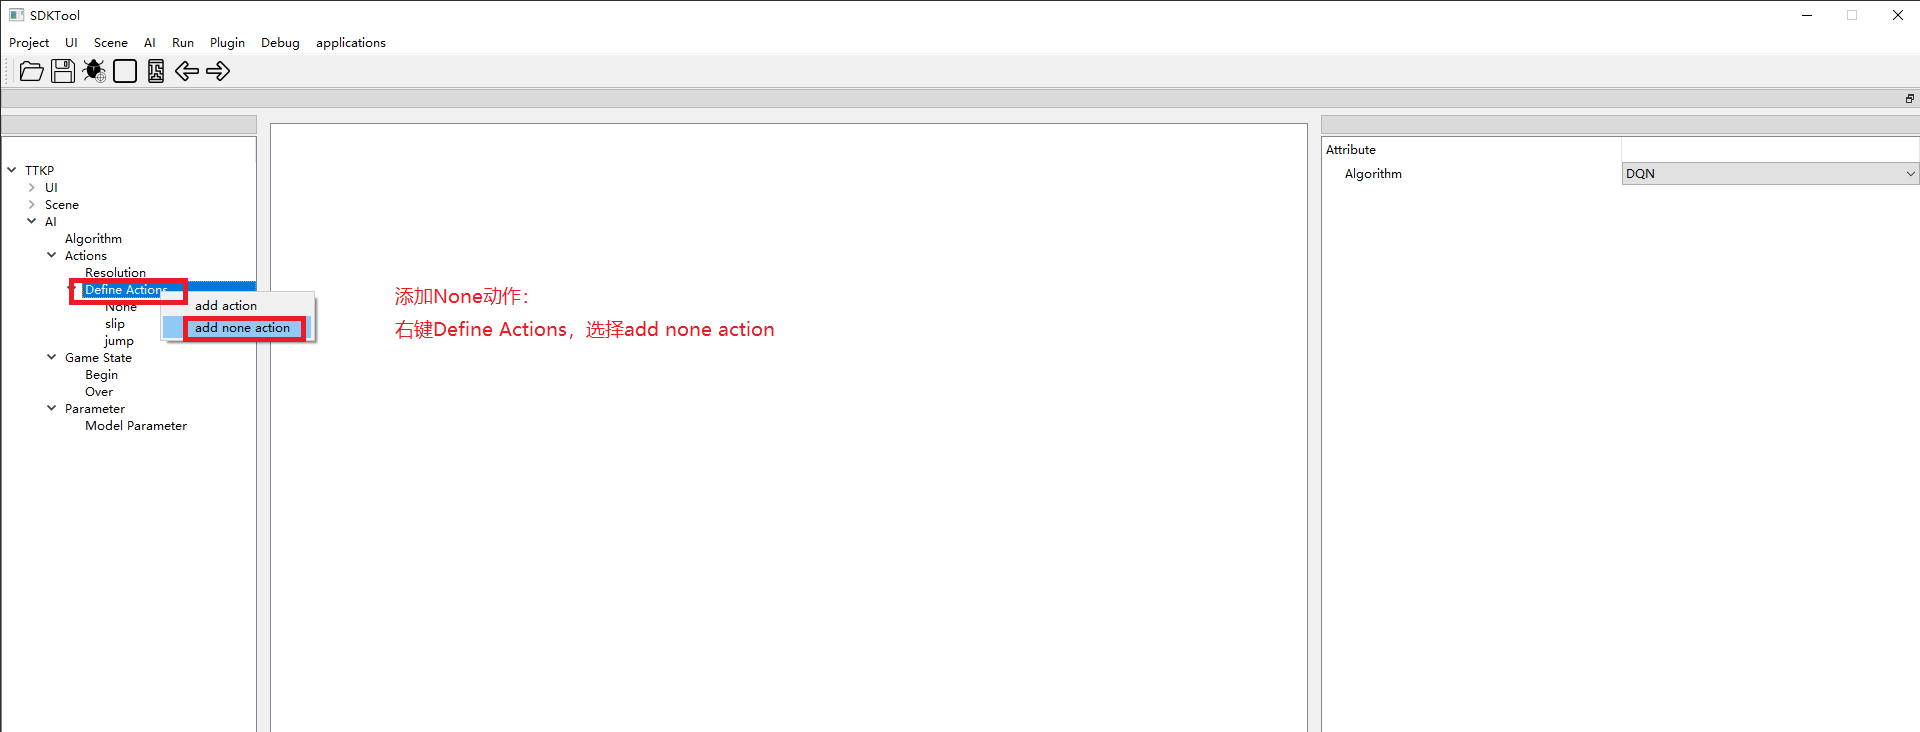 SDKTool
Project UI Scene AI Run Plugin Debug applications
Attribute
Algorithm DQN
TTKP
UI
Scene
AI
Algorithm
Actions
Resolution
Define Actions
None
slip
jump
Game State
Begin
Over
Parameter
Model Parameter
add action
add none action
添加None动作：
右键Define Actions，选择add none action